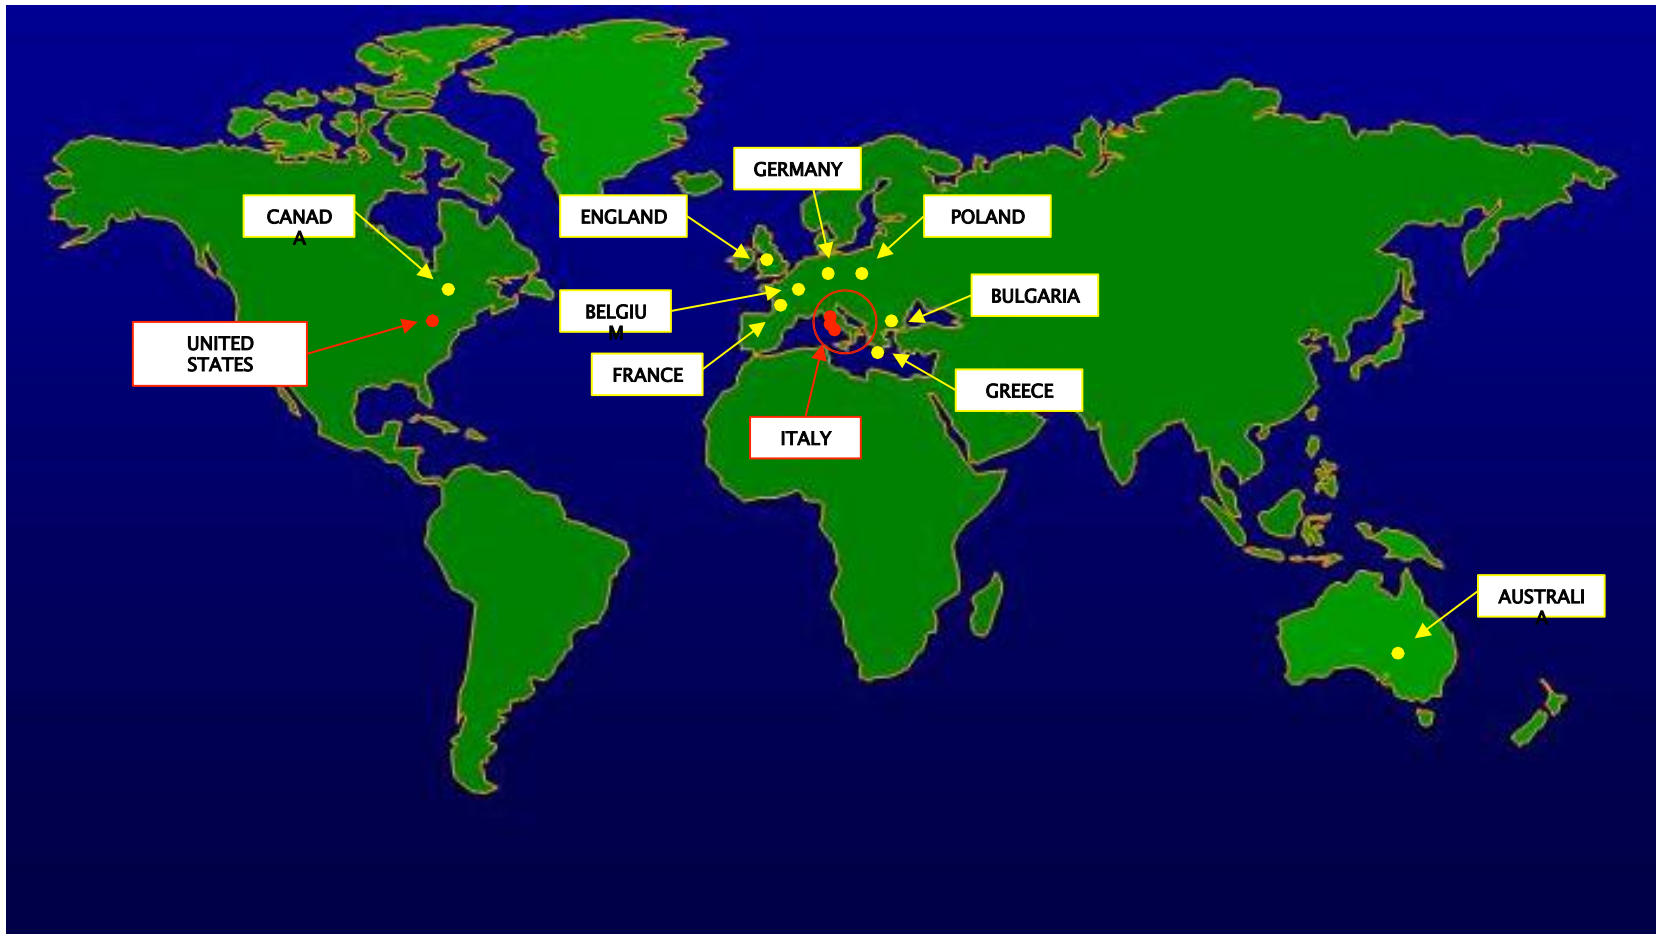 GERMANY
CANAD
A
ENGLAND
POLAND
BELGIU
M
BULGARIA
UNITED
STATES
FRANCE
GREECE
ITALY
AUSTRALI
A